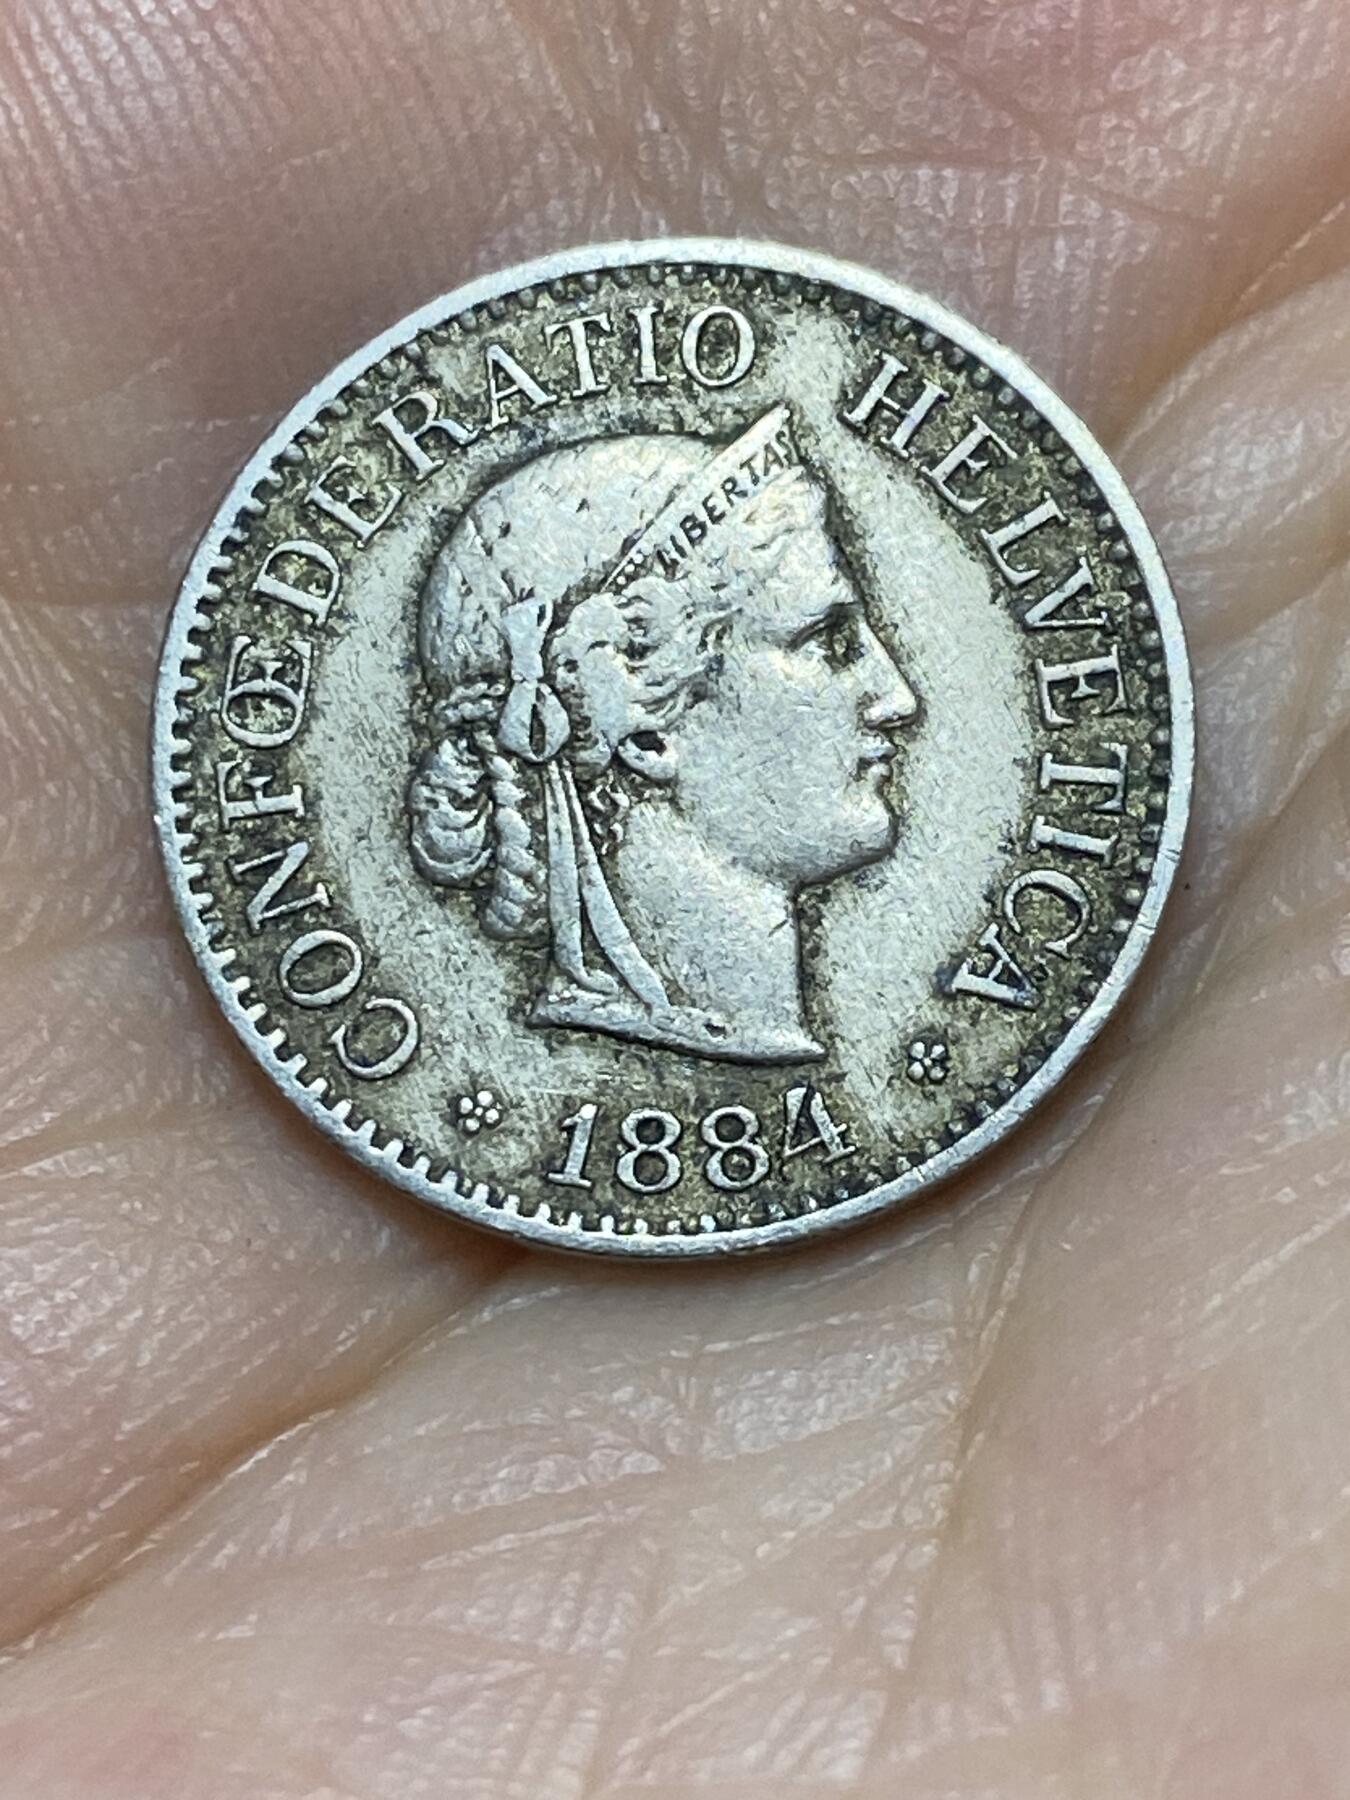 CONFŒDERATIO HELVETICA
LIBERTAS
1884